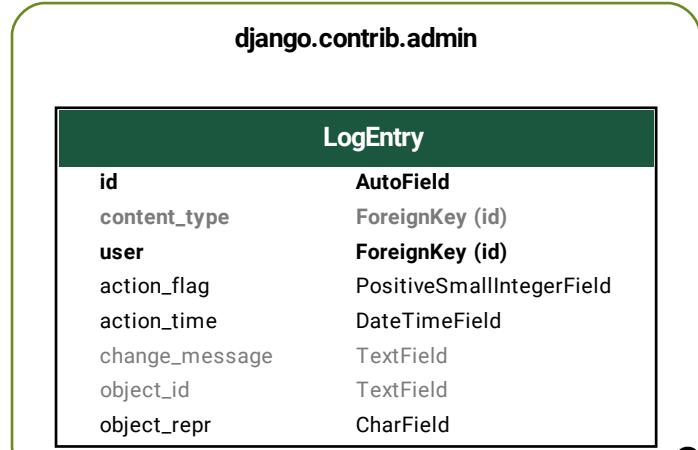 django.contrib.admin
LogEntry
id AutoField
content_type ForeignKey (id)
user ForeignKey (id)
action_flag PositiveSmallIntegerField
action_time DateTimeField
change_message TextField
object_id TextField
object_repr CharField